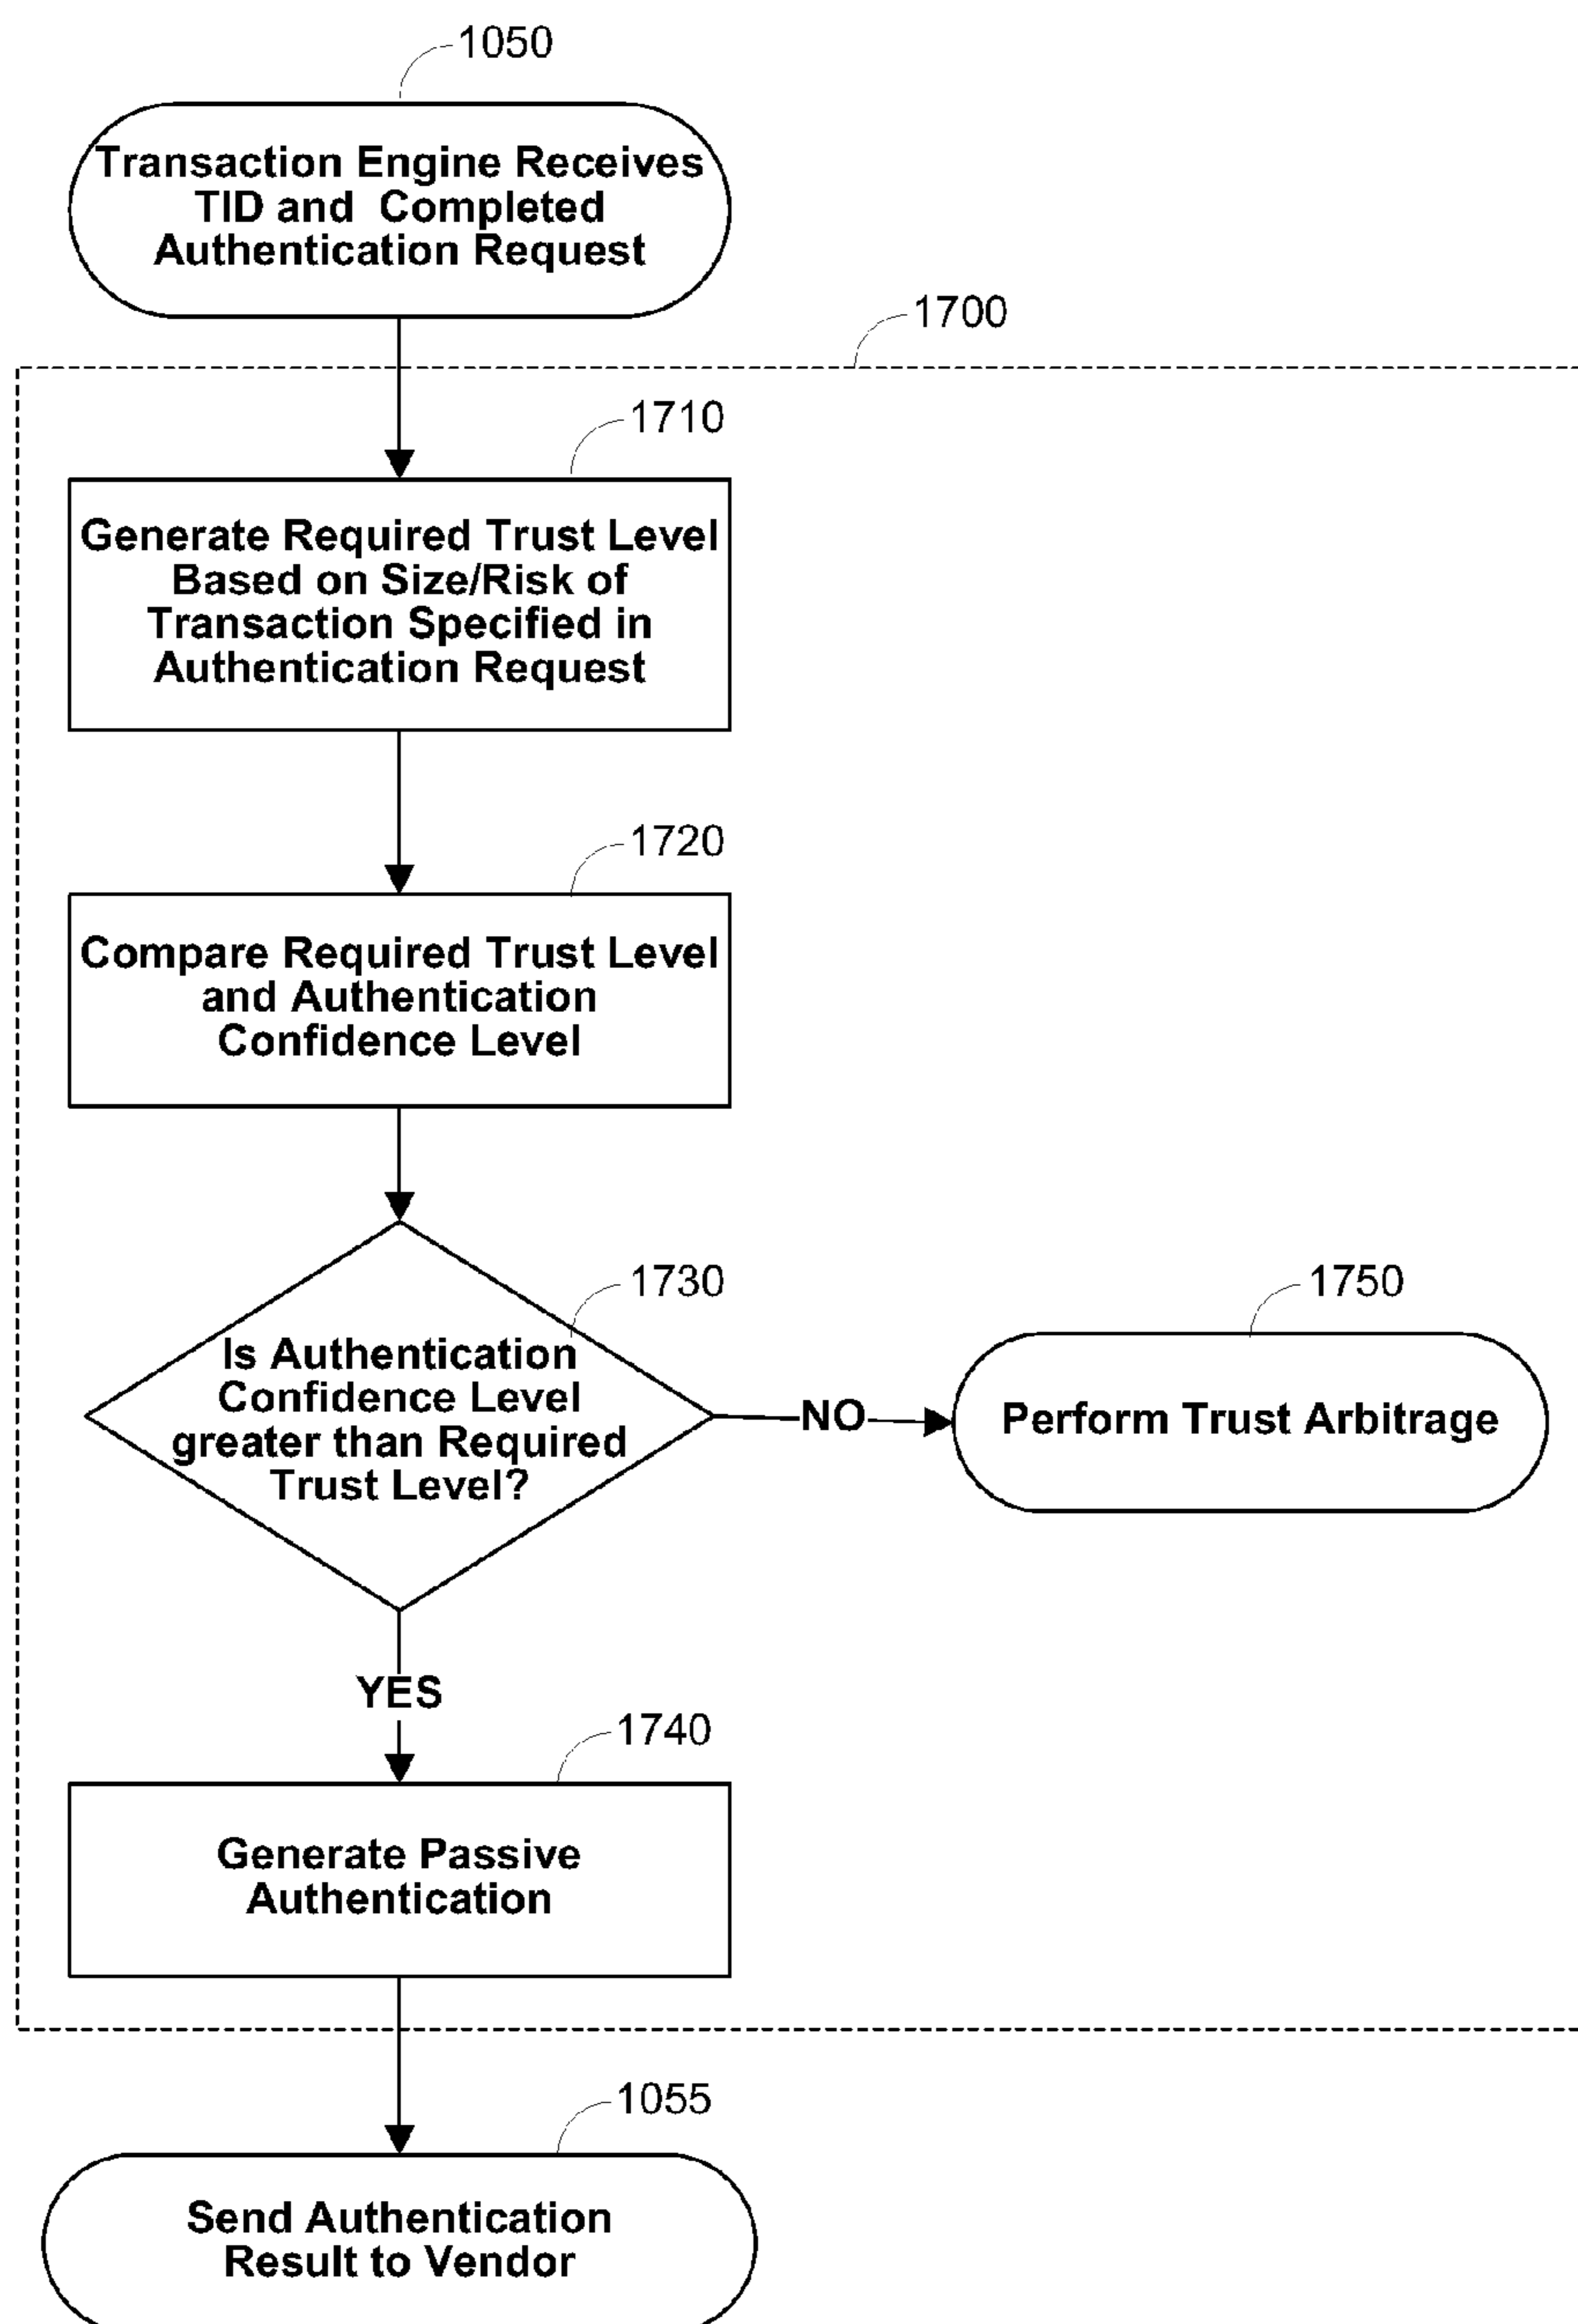 1050
Transaction Engine Receives
TID and Completed
Authentication Request
1700
1710
Generate Required Trust Level
Based on Size/Risk of
Transaction Specified in
Authentication Request
1720
Compare Required Trust Level
and Authentication
Confidence Level
1730
Is Authentication
Confidence Level
greater than Required
Trust Level?
NO
1750
Perform Trust Arbitrage
YES
1740
Generate Passive
Authentication
1055
Send Authentication
Result to Vendor